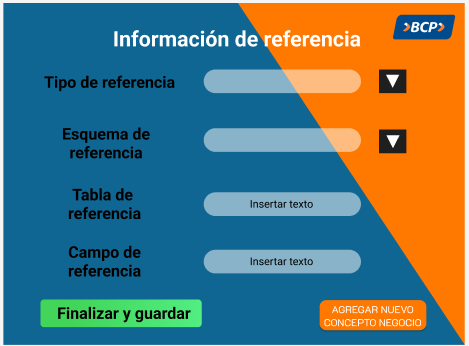 Información de referencia
BCP
Tipo de referencia
Esquema de
referencia
Tabla de
referencia
Insertar texto
Campo de
referencia
Insertar texto
Finalizar y guardar
AGREGAR NUEVO
CONCEPTO NEGOCIO